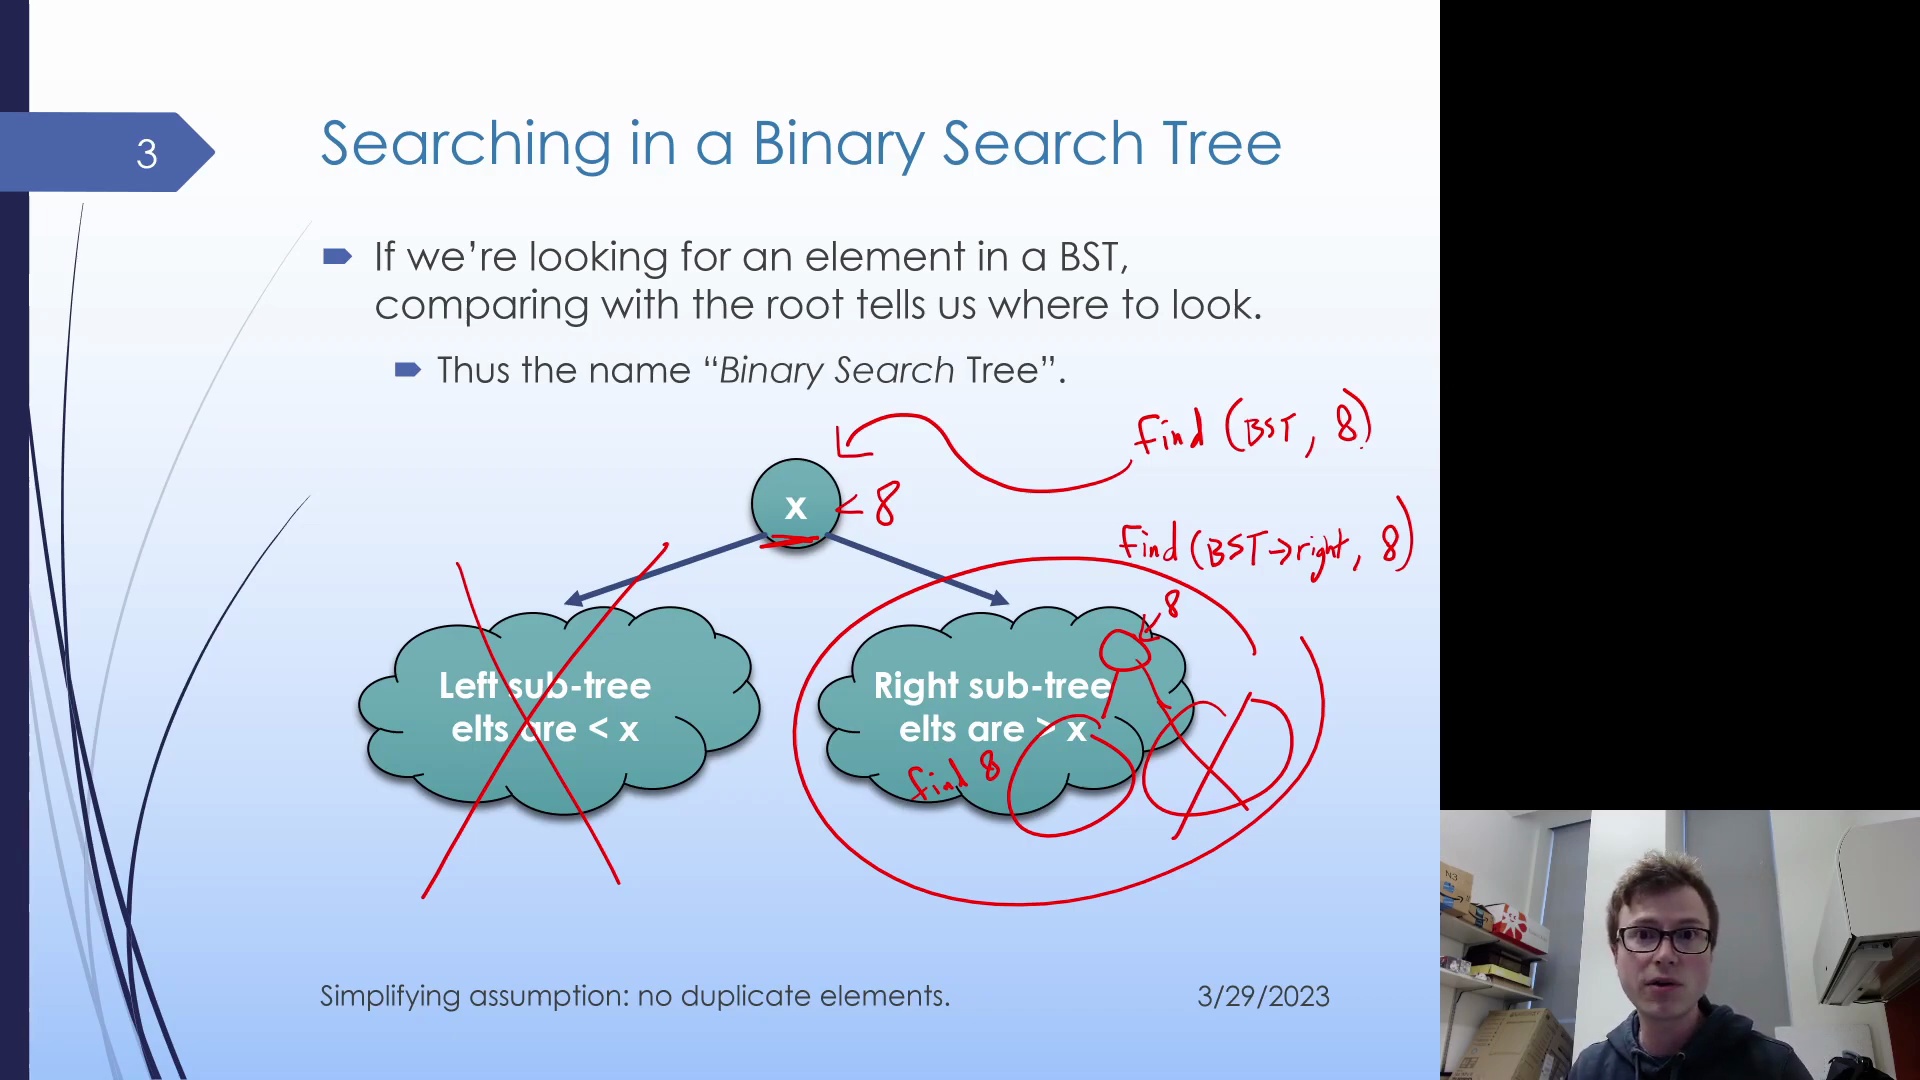 3
Searching in a Binary Search Tree
If we’re looking for an element in a BST,
comparing with the root tells us where to look.
Thus the name “Binary Search Tree”.
find (BST, 8)
x < 8
find (BST→right, 8)
8
Left sub-tree
elts are < x
Right sub-tree
elts are > x
find 8
Simplifying assumption: no duplicate elements.
3/29/2023
N3